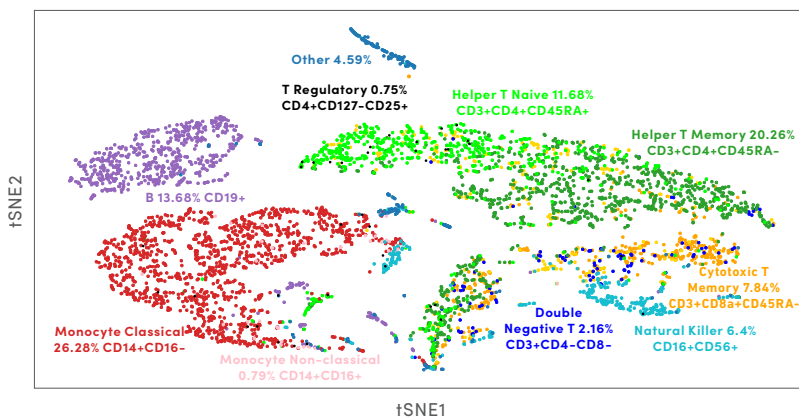 Other 4.59%
T Regulatory 0.75%
CD4+CD127-CD25+
Helper T Naive 11.68%
CD3+CD4+CD45RA+
Helper T Memory 20.26%
CD3+CD4+CD45RA-
B 13.68% CD19+
Cytotoxic T
Memory 7.84%
CD3+CD8a+CD45RA-
Double
Negative T 2.16%
CD3+CD4-CD8-
Natural Killer 6.4%
CD16+CD56+
Monocyte Classical
26.28% CD14+CD16-
Monocyte Non-classical
0.79% CD14+CD16+
tSNE2
tSNE1